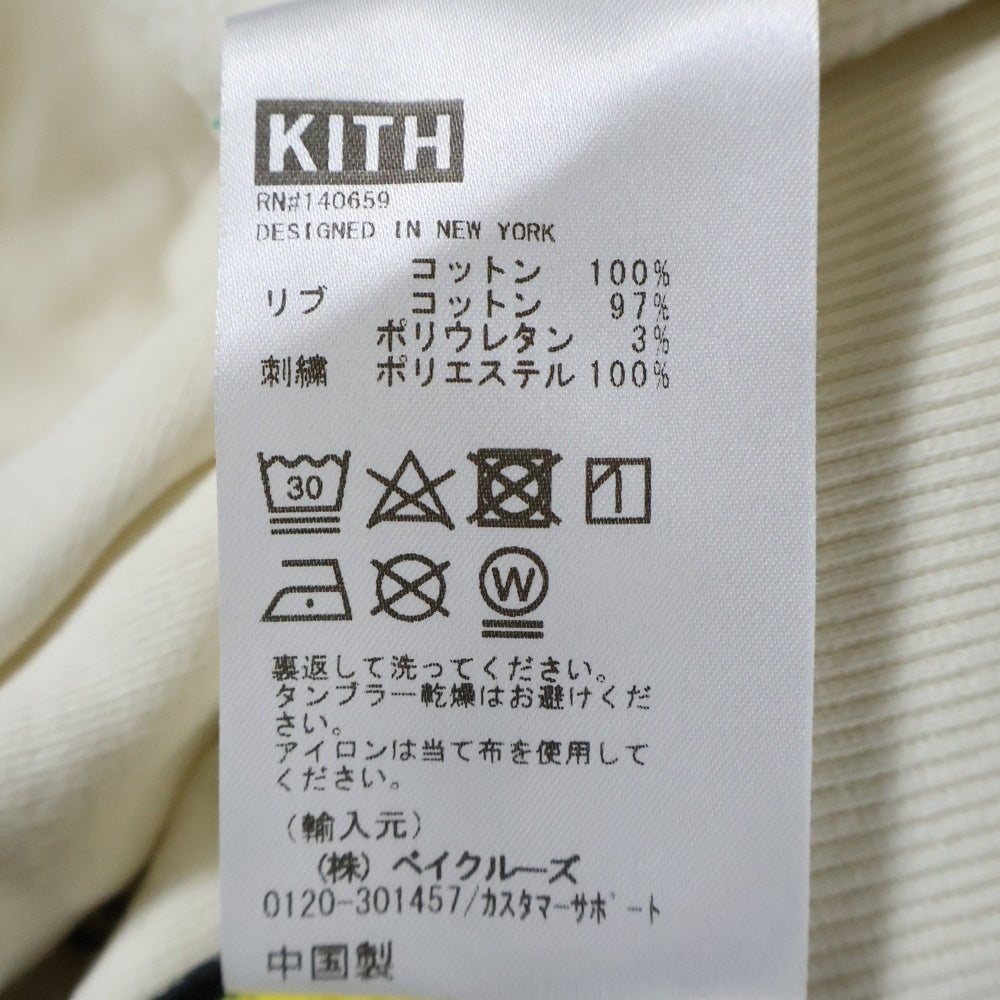 KITH
RN#140659
DESIGNED IN NEW YORK
コットン 100%
リブ コットン 97%
ポリウレタン 3%
刺繍 ポリエステル 100%
30
W
裏返して洗ってください。
タンブラー乾燥はお避けくだ
さい。
アイロンは当て布を使用して
ください。
(輸入元)
(株)ベイクルーズ
0120-301457/カスタマーサポート
中国製